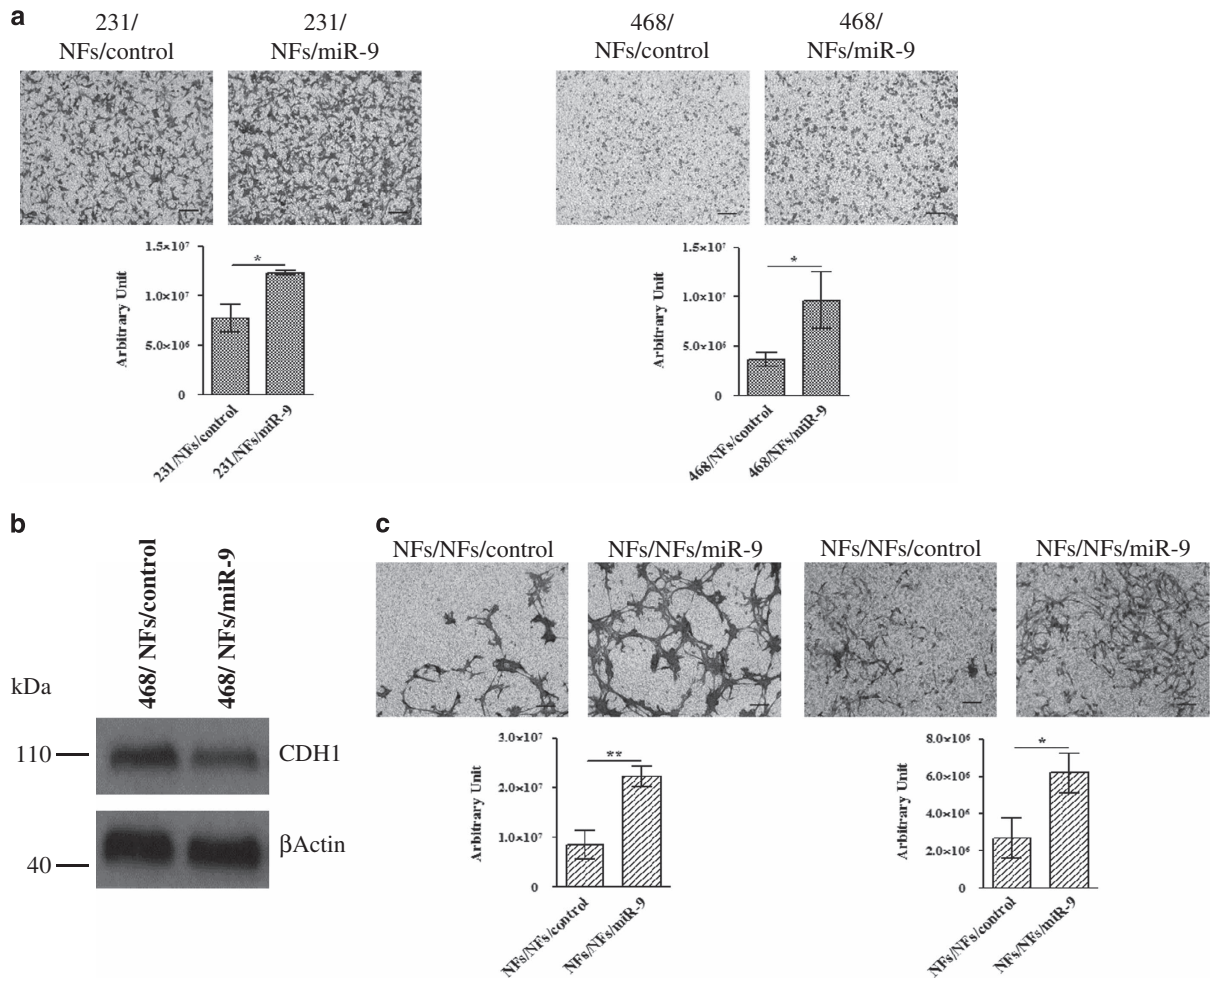 a
231/
NFs/control
231/
NFs/miR-9
468/
NFs/control
468/
NFs/miR-9
1.5×10⁷
1.0×10⁷
5.0×10⁶
0
Arbitrary Unit
*
231/NFs/control
231/NFs/miR-9
1.5×10⁷
1.0×10⁷
5.0×10⁶
0
Arbitrary Unit
*
468/NFs/control
468/NFs/miR-9
b
468/ NFs/control
468/ NFs/miR-9
kDa
110
CDH1
40
βActin
c
NFs/NFs/control
NFs/NFs/miR-9
NFs/NFs/control
NFs/NFs/miR-9
3.0×10⁷
2.0×10⁷
1.0×10⁷
0
Arbitrary Unit
**
NFs/NFs/control
NFs/NFs/miR-9
8.0×10⁶
6.0×10⁶
4.0×10⁶
2.0×10⁶
0
Arbitrary Unit
*
NFs/NFs/control
NFs/NFs/miR-9